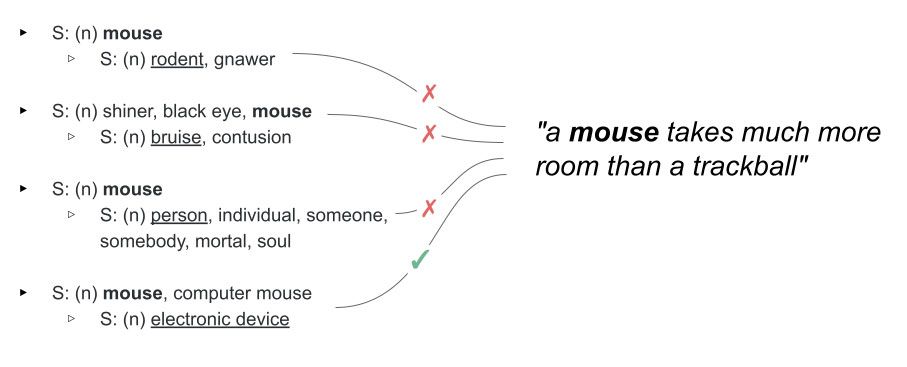 S: (n) mouse
S: (n) rodent, gnawer
S: (n) shiner, black eye, mouse
S: (n) bruise, contusion
S: (n) mouse
S: (n) person, individual, someone,
somebody, mortal, soul
S: (n) mouse, computer mouse
S: (n) electronic device
"a mouse takes much more
room than a trackball"